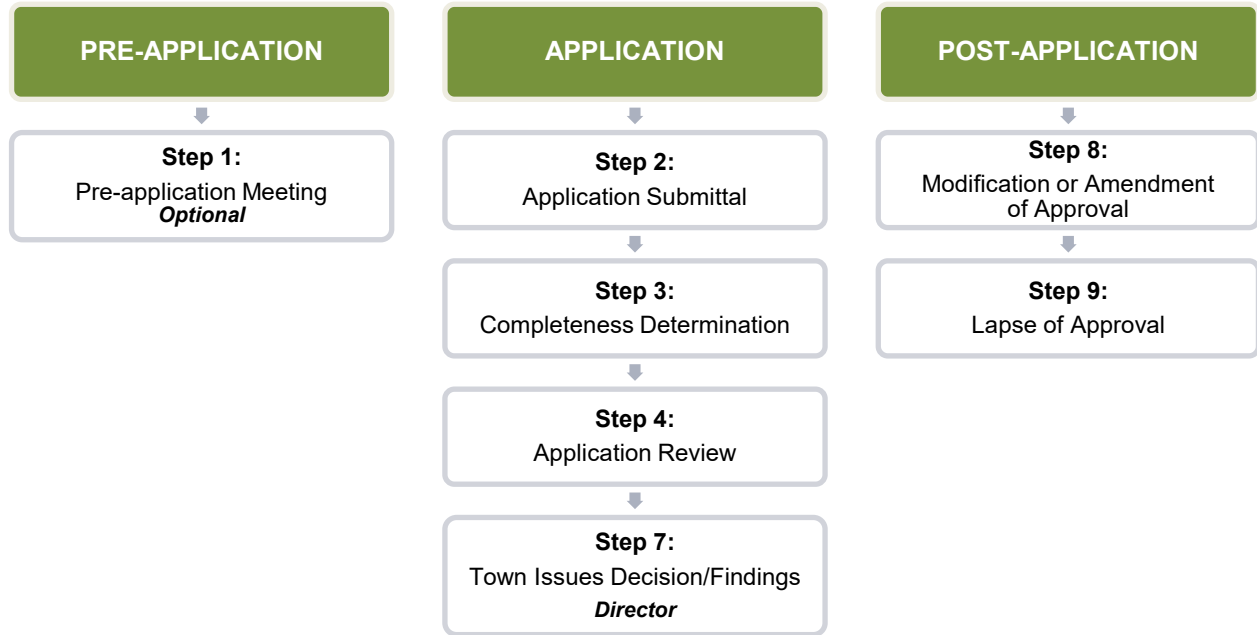 PRE-APPLICATION
Step 1:
Pre-application Meeting
Optional
APPLICATION
Step 2:
Application Submittal
Step 3:
Completeness Determination
Step 4:
Application Review
Step 7:
Town Issues Decision/Findings
Director
POST-APPLICATION
Step 8:
Modification or Amendment
of Approval
Step 9:
Lapse of Approval